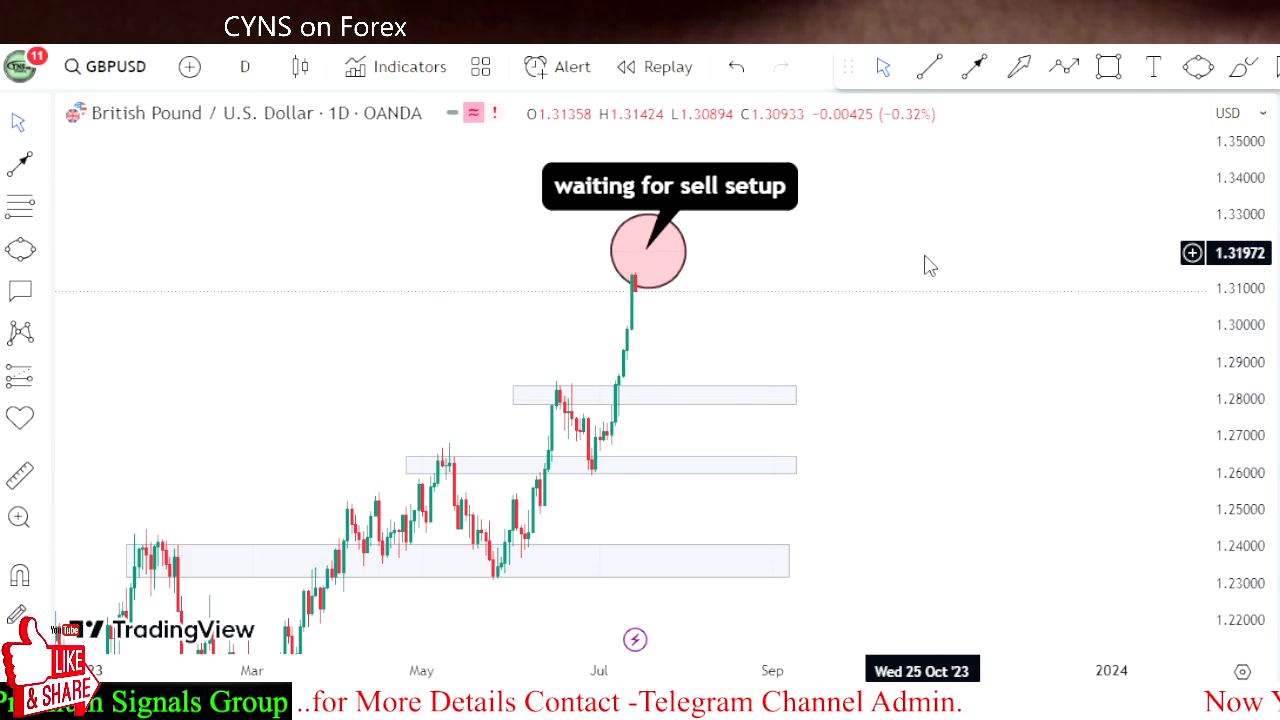 CYNS on Forex
11
GBPUSD D Indicators Alert Replay
British Pound / U.S. Dollar · 1D · OANDA O1.31358 H1.31424 L1.30894 C1.30933 −0.00425 (−0.32%) USD
1.35000
waiting for sell setup
1.34000
1.33000
1.31972
1.31000
1.30000
1.29000
1.28000
1.27000
1.26000
1.25000
1.24000
1.23000
1.22000
TradingView
YouTube
LIKE
& SHARE
Mar May Jul Sep Wed 25 Oct '23 2024
Signals Group ..for More Details Contact -Telegram Channel Admin. Now